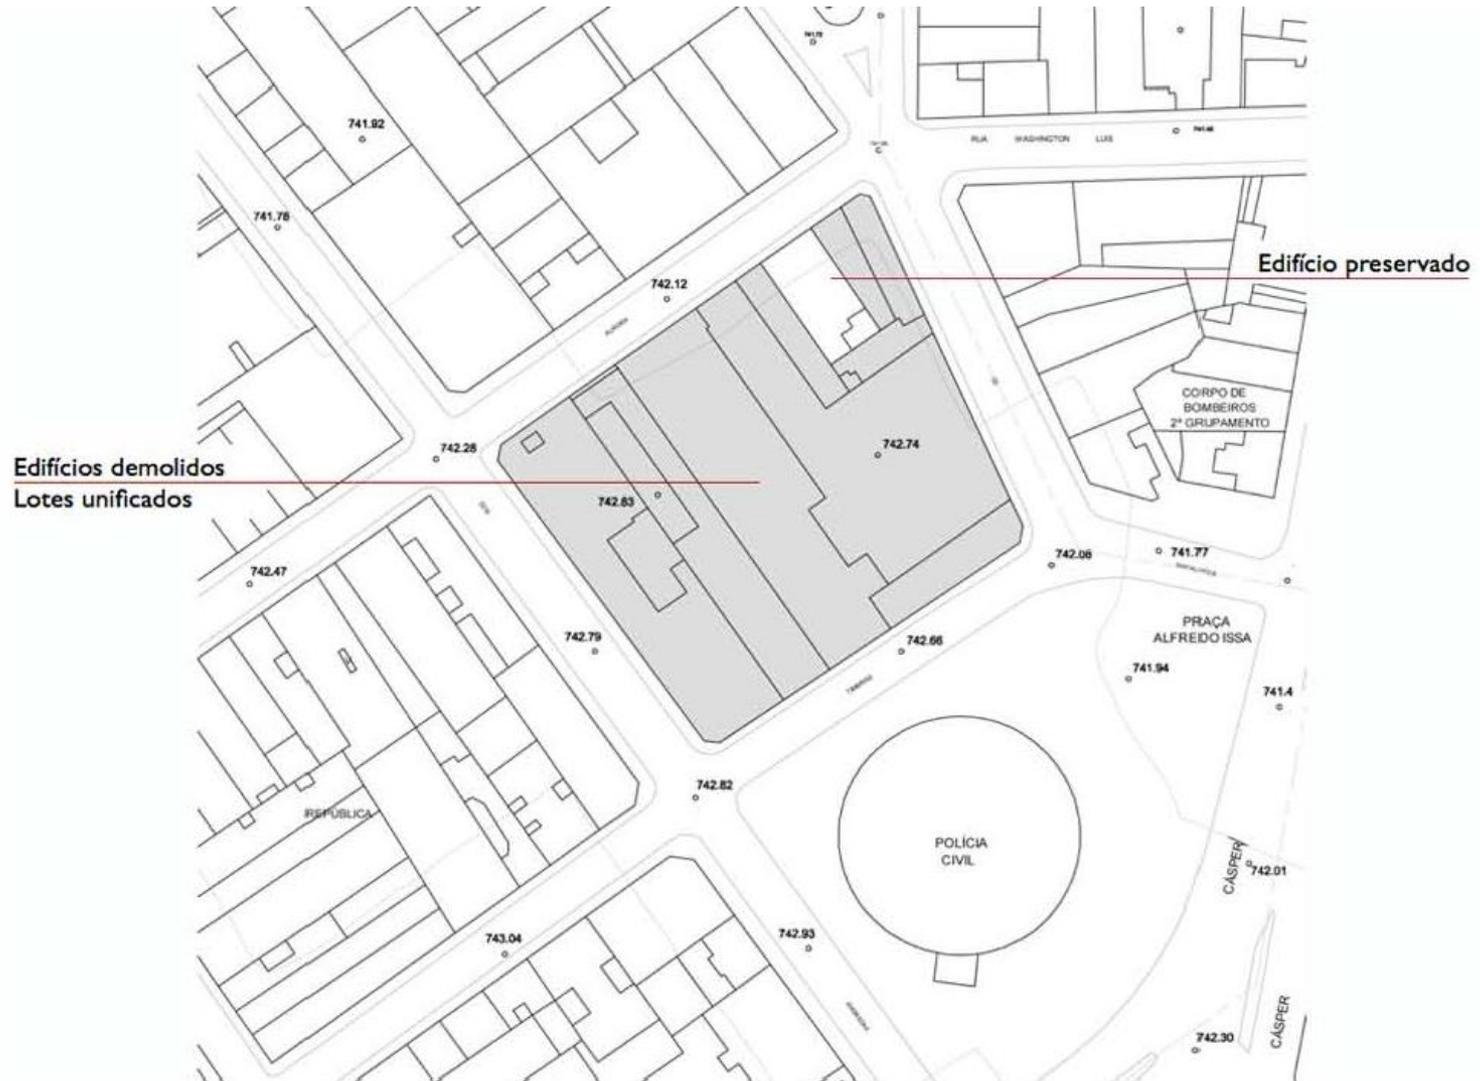 741.92
RUA WASHINGTON LUIS
741.78
Edifício preservado
742.12
AURORA
CORPO DE
BOMBEIROS
2º GRUPAMENTO
742.28
742.74
Edifícios demolidos
Lotes unificados
742.83
742.47
742.06
741.77
742.79
742.66
TIMBIRAS
PRAÇA
ALFREDO ISSA
741.94
741.4
742.82
REPÚBLICA
POLÍCIA
CIVIL
CÁSPER
742.01
743.04
742.93
CÁSPER
742.30